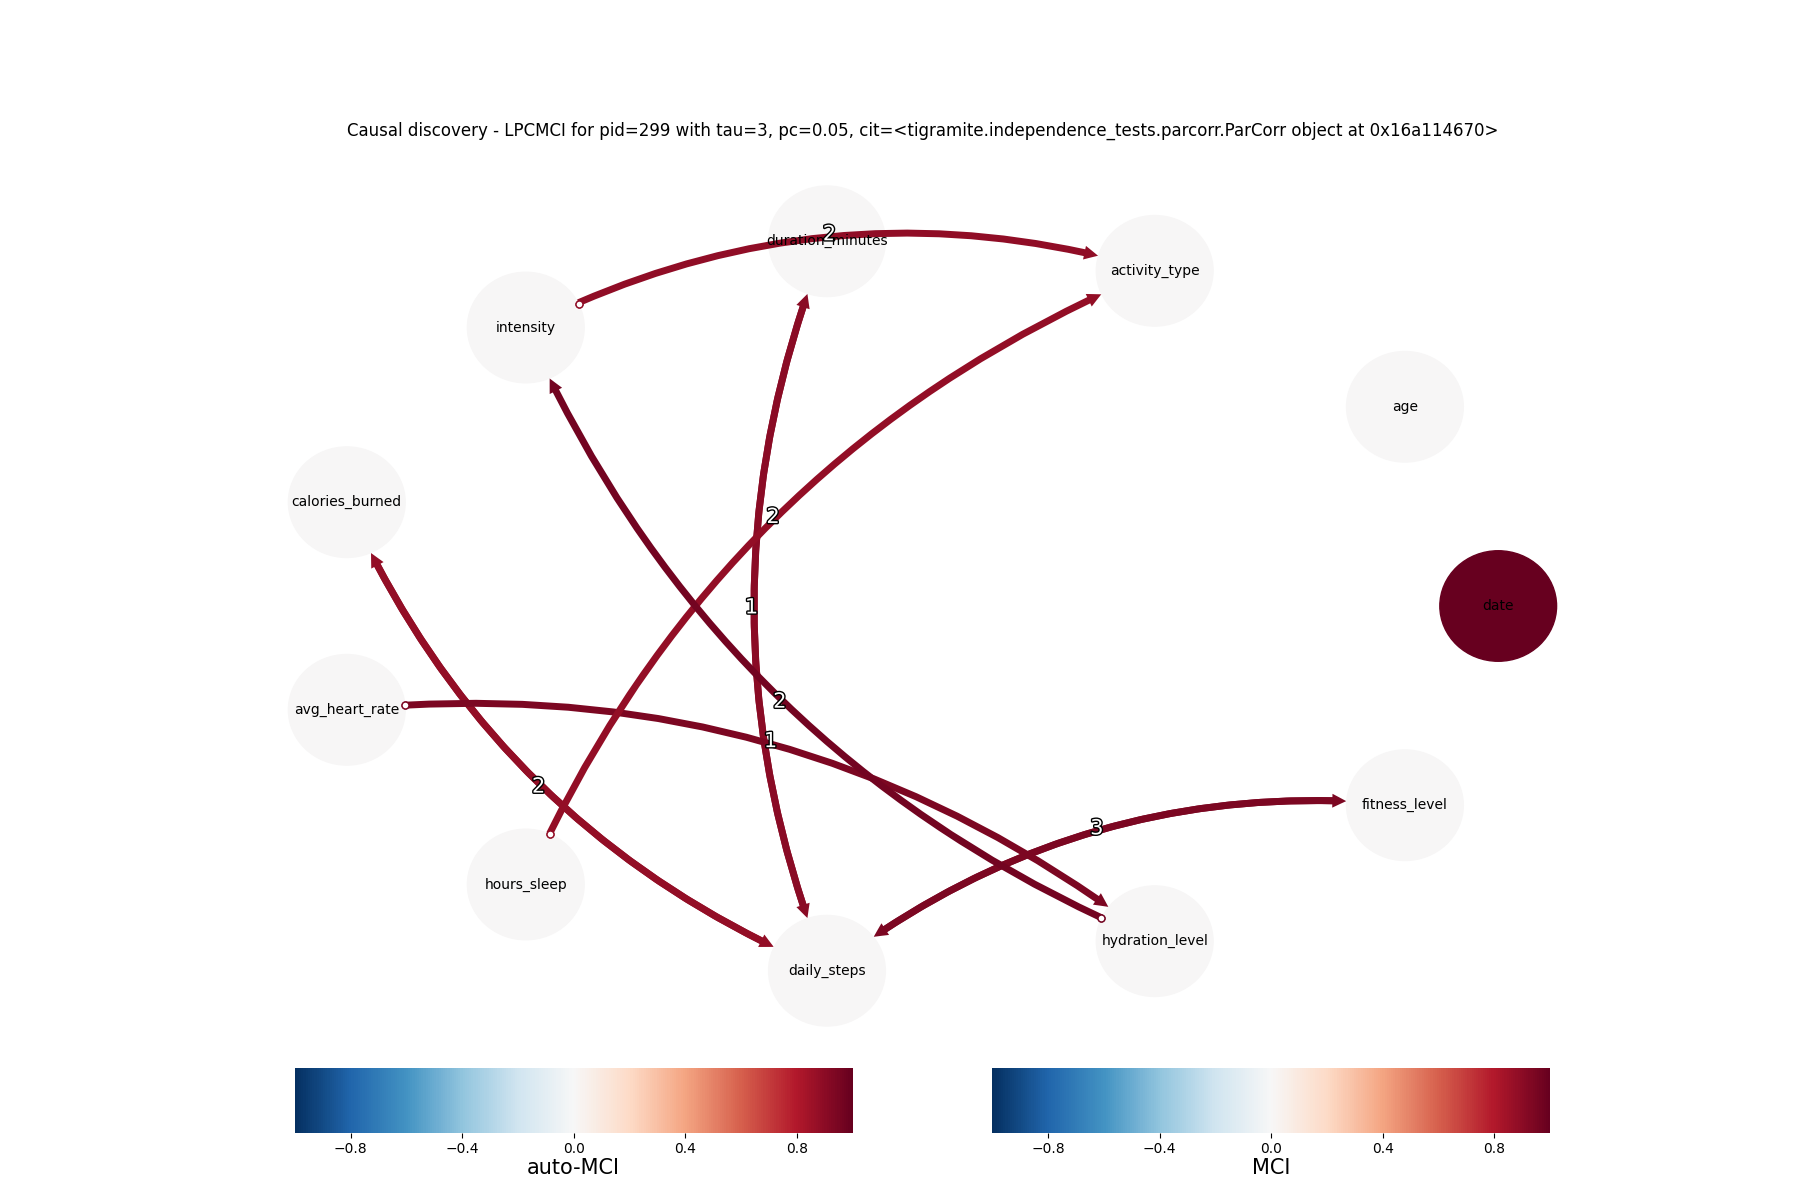 Causal discovery - LPCMCI for pid=299 with tau=3, pc=0.05, cit=<tigramite.independence_tests.parcorr.ParCorr object at 0x16a114670>
2
duration_minutes
activity_type
intensity
age
calories_burned
2
date
1
2
avg_heart_rate
1
2
fitness_level
3
hours_sleep
hydration_level
daily_steps
−0.8 −0.4 0.0 0.4 0.8
auto-MCI
−0.8 −0.4 0.0 0.4 0.8
MCI